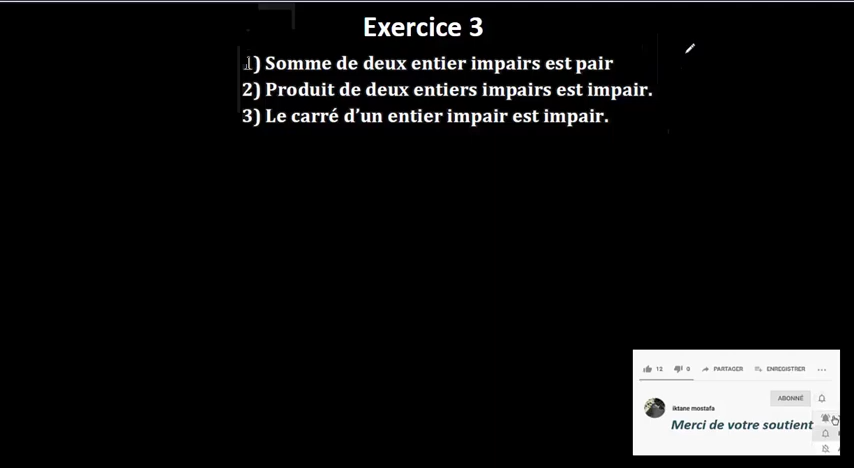 Exercice 3
1) Somme de deux entier impairs est pair
2) Produit de deux entiers impairs est impair.
3) Le carré d'un entier impair est impair.
12 0 PARTAGER ENREGISTRER ...
ABONNÉ
iktane mostafa
Merci de votre soutient